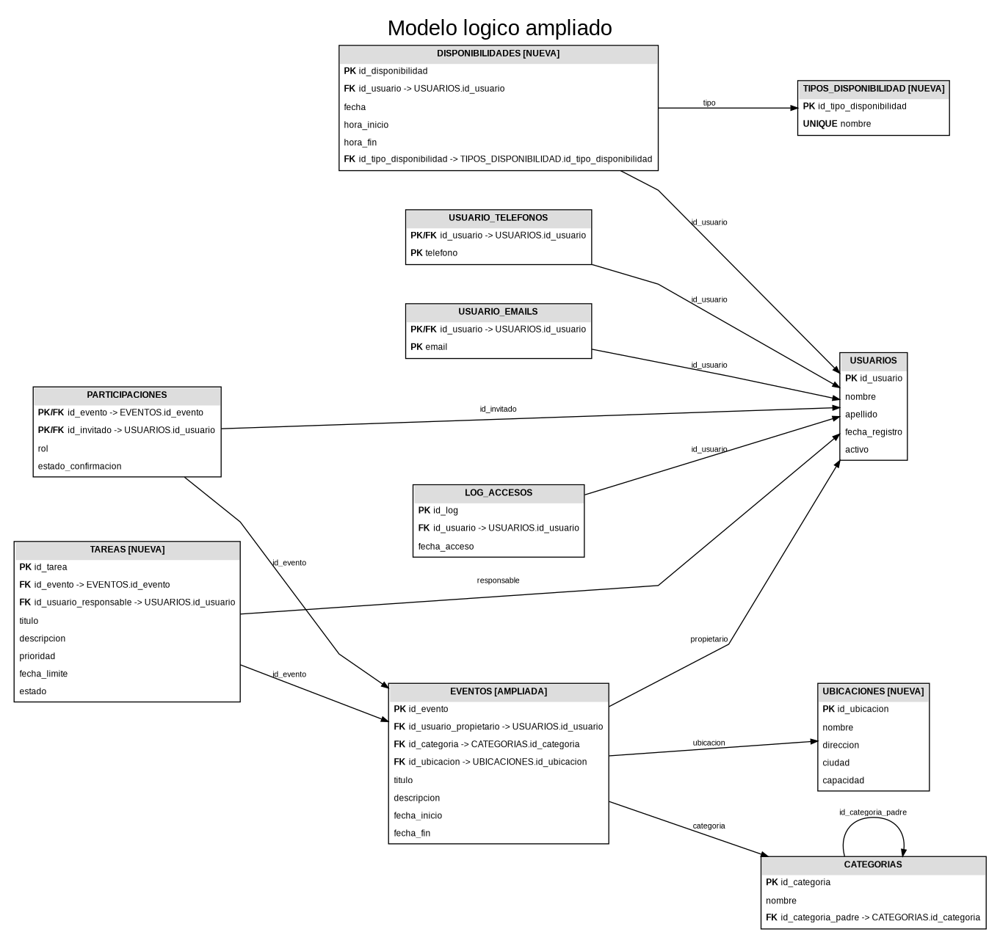 Modelo logico ampliado
DISPONIBILIDADES [NUEVA]
PK id_disponibilidad
FK id_usuario -> USUARIOS.id_usuario
fecha
hora_inicio
hora_fin
FK id_tipo_disponibilidad -> TIPOS_DISPONIBILIDAD.id_tipo_disponibilidad
tipo
TIPOS_DISPONIBILIDAD [NUEVA]
PK id_tipo_disponibilidad
UNIQUE nombre
id_usuario
USUARIO_TELEFONOS
PK/FK id_usuario -> USUARIOS.id_usuario
PK telefono
id_usuario
USUARIO_EMAILS
PK/FK id_usuario -> USUARIOS.id_usuario
PK email
id_usuario
USUARIOS
PK id_usuario
nombre
apellido
fecha_registro
activo
PARTICIPACIONES
PK/FK id_evento -> EVENTOS.id_evento
PK/FK id_invitado -> USUARIOS.id_usuario
rol
estado_confirmacion
id_invitado
id_usuario
LOG_ACCESOS
PK id_log
FK id_usuario -> USUARIOS.id_usuario
fecha_acceso
id_evento
TAREAS [NUEVA]
PK id_tarea
FK id_evento -> EVENTOS.id_evento
FK id_usuario_responsable -> USUARIOS.id_usuario
titulo
descripcion
prioridad
fecha_limite
estado
responsable
id_evento
propietario
EVENTOS [AMPLIADA]
PK id_evento
FK id_usuario_propietario -> USUARIOS.id_usuario
FK id_categoria -> CATEGORIAS.id_categoria
FK id_ubicacion -> UBICACIONES.id_ubicacion
titulo
descripcion
fecha_inicio
fecha_fin
ubicacion
UBICACIONES [NUEVA]
PK id_ubicacion
nombre
direccion
ciudad
capacidad
categoria
id_categoria_padre
CATEGORIAS
PK id_categoria
nombre
FK id_categoria_padre -> CATEGORIAS.id_categoria